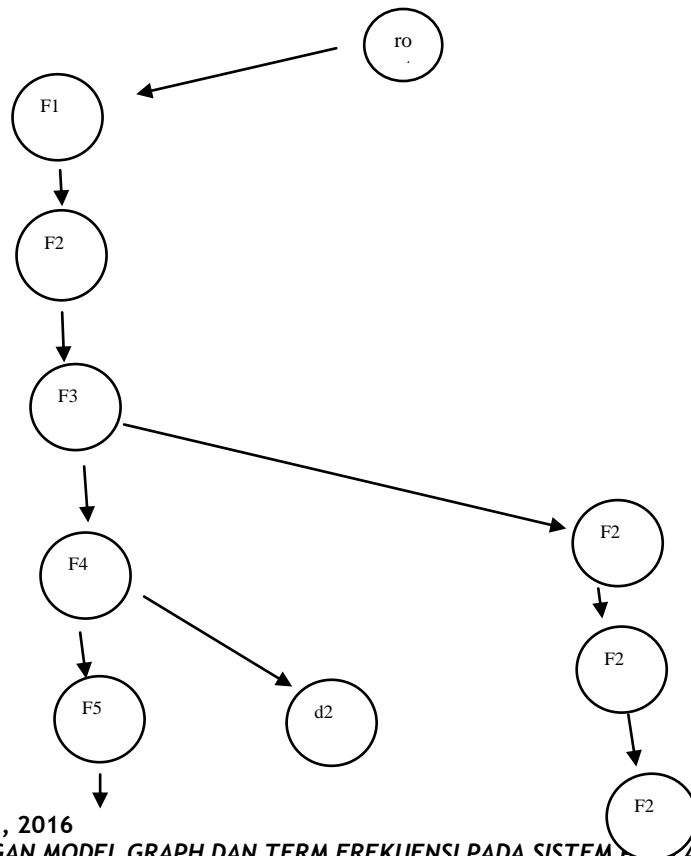 ro
F1
F2
F3
F2
F4
F2
F5
d2
F2
, 2016
GAN MODEL GRAPH DAN TERM FREKUENSI PADA SISTEM